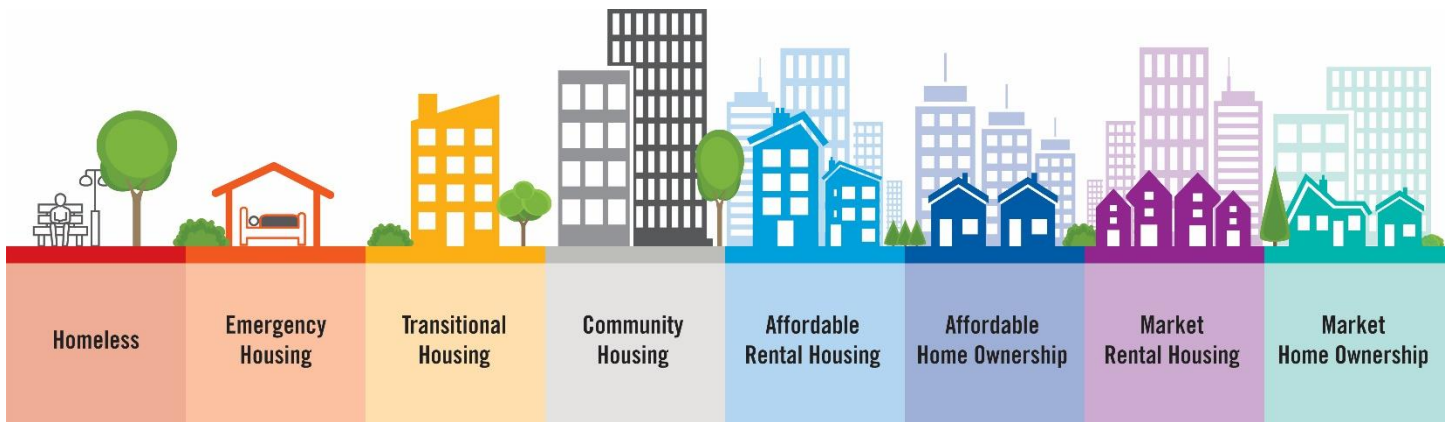 Homeless
Emergency
Housing
Transitional
Housing
Community
Housing
Affordable
Rental Housing
Affordable
Home Ownership
Market
Rental Housing
Market
Home Ownership